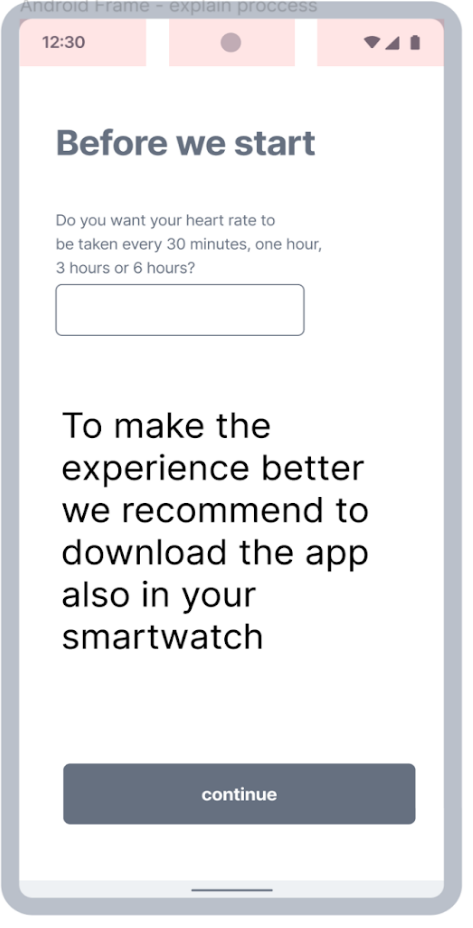 Android Frame - explain proccess
12:30
Before we start
Do you want your heart rate to
be taken every 30 minutes, one hour,
3 hours or 6 hours?
To make the
experience better
we recommend to
download the app
also in your
smartwatch
continue